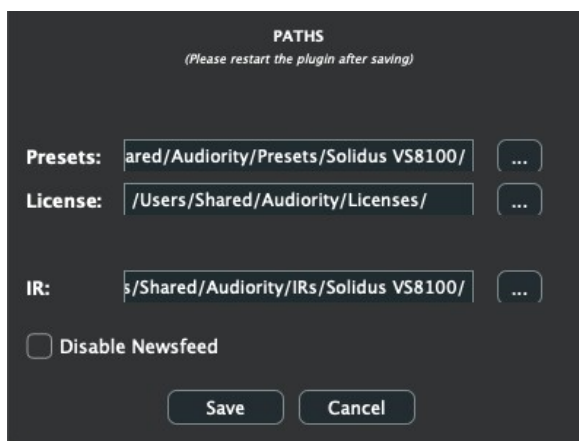 PATHS
(Please restart the plugin after saving)
Presets: ared/Audiority/Presets/Solidus VS8100/ ...
License: /Users/Shared/Audiority/Licenses/ ...
IR: s/Shared/Audiority/IRs/Solidus VS8100/ ...
Disable Newsfeed
Save Cancel